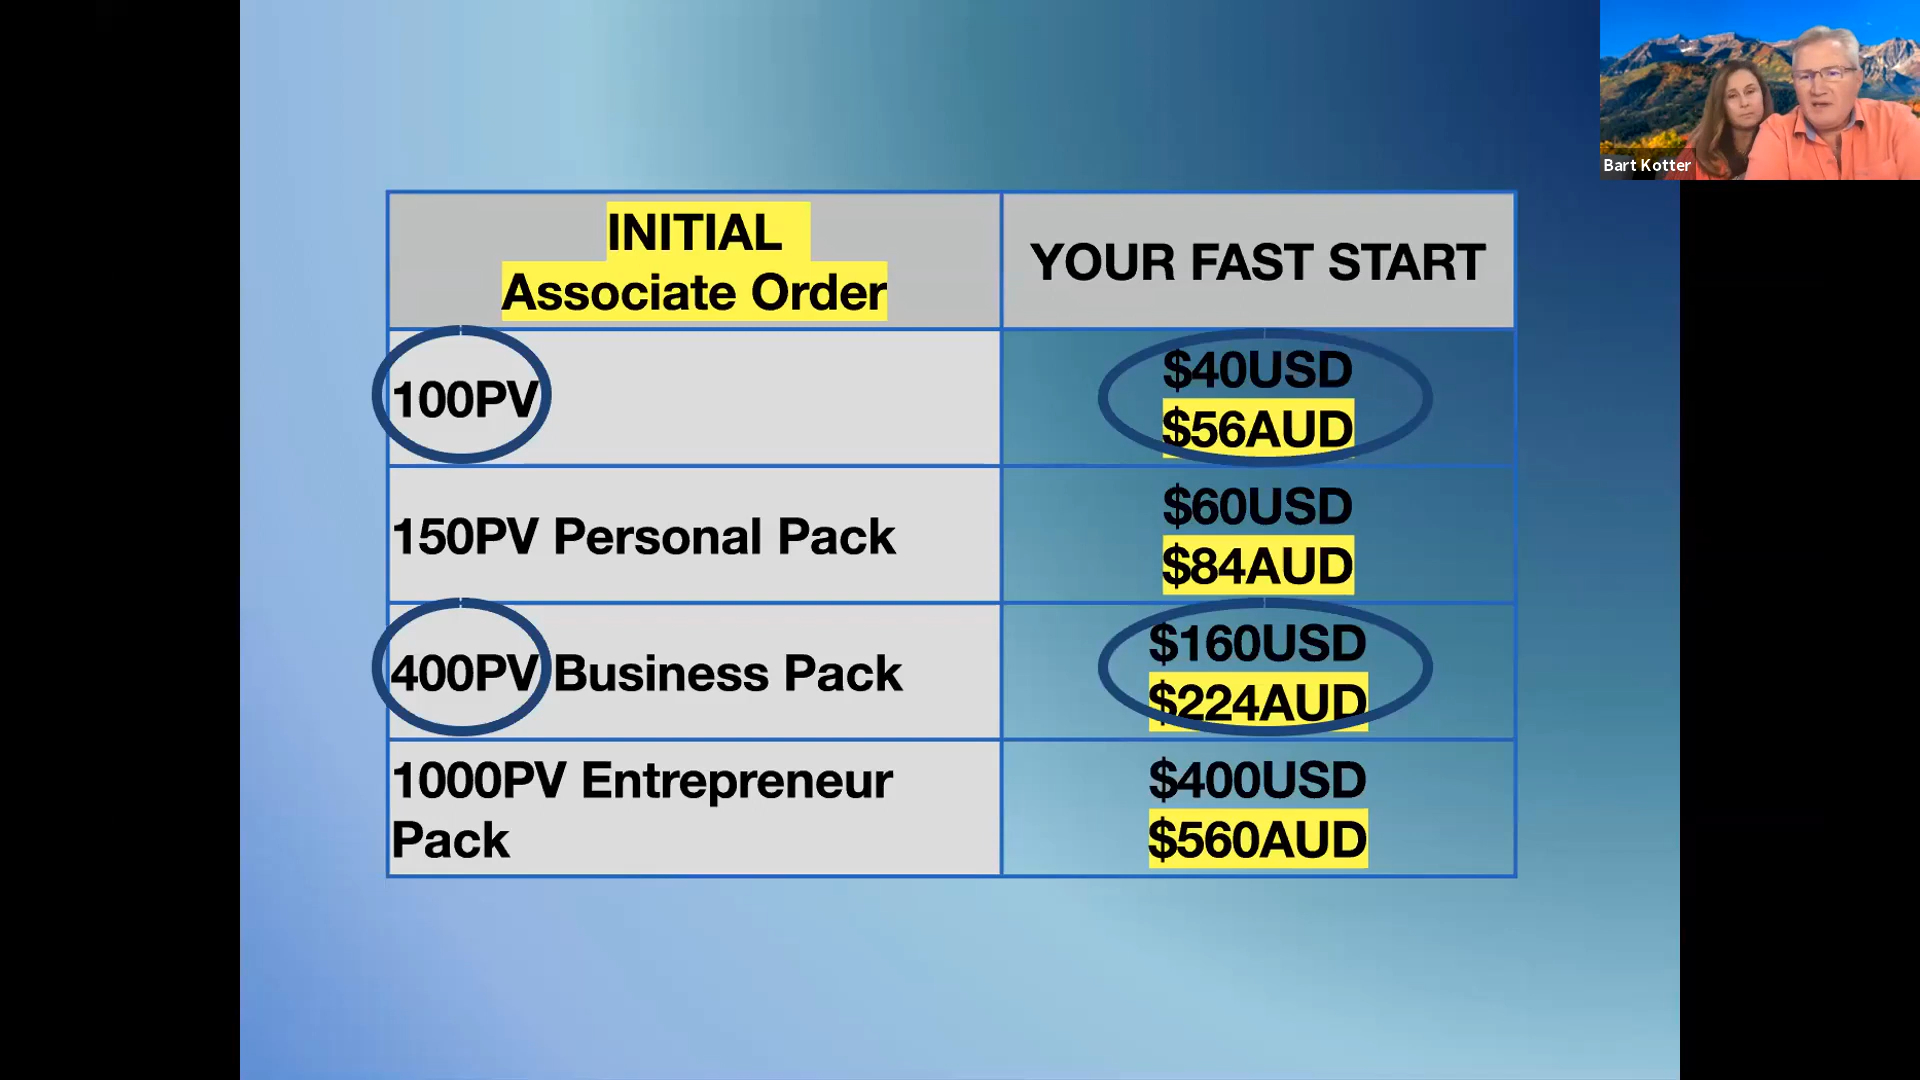 INITIAL
Associate Order
YOUR FAST START
100PV
$40USD
$56AUD
150PV Personal Pack
$60USD
$84AUD
400PV Business Pack
$160USD
$224AUD
1000PV Entrepreneur
Pack
$400USD
$560AUD
Bart Kotter